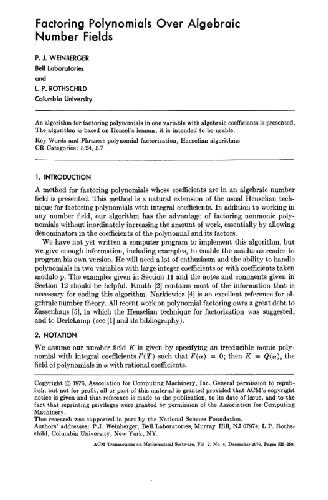 Factoring Polynomials Over Algebraic
Number Fields
P. J. WEINBERGER
Bell Laboratories
and
L. P. ROTHSCHILD
Columbia University
An algorithm for factoring polynomials in one variable with algebraic coefficients is presented.
The algorithm is based on Hensel's lemma, it is intended to be usable.
Key Words and Phrases: polynomial factorization, Henselian algorithms
CR Categories: 5.24, 5.7
1. INTRODUCTION
A method for factoring polynomials whose coefficients are in an algebraic number
field is presented. This method is a natural extension of the usual Henselian tech-
nique for factoring polynomials with integral coefficients. In addition to working in
any number field, our algorithm has the advantage of factoring nonmonic poly-
nomials without inordinately increasing the amount of work, essentially by allowing
denominators in the coefficients of the polynomial and its factors.
We have not yet written a computer program to implement this algorithm, but
we give enough information, including examples, to enable the assiduous reader to
program his own version. He will need a lot of enthusiasm and the ability to handle
polynomials in two variables with large integer coefficients or with coefficients taken
modulo p. The examples given in Section 11 and the notes and comments given in
Section 12 should be helpful. Knuth [2] contains most of the information that is
necessary for coding this algorithm. Narkiewicz [4] is an excellent reference for al-
gebraic number theory. All recent work on polynomial factoring owes a great debt to
Zassenhaus [5], in which the Henselian technique for factorization was suggested,
and to Berlekamp (see [1] and its bibliography).
2. NOTATION
We assume our number field K is given by specifying an irreducible monic poly-
nomial with integral coefficients F(T) such that F(α) = 0; then K = Q(α), the
field of polynomials in α with rational coefficients.
Copyright © 1976, Association for Computing Machinery, Inc. General permission to repub-
lish, but not for profit, all or part of this material is granted provided that ACM's copyright
notice is given and that reference is made to the publication, to its date of issue, and to the
fact that reprinting privileges were granted by permission of the Association for Computing
Machinery.
This research was supported in part by the National Science Foundation.
Authors' addresses: P.J. Weinberger, Bell Laboratories, Murray Hill, NJ 07974; L.P. Roths-
child, Columbia University, New York, NY.
ACM Transactions on Mathematical Software, Vol. 2, No. 4, December 1976, Pages